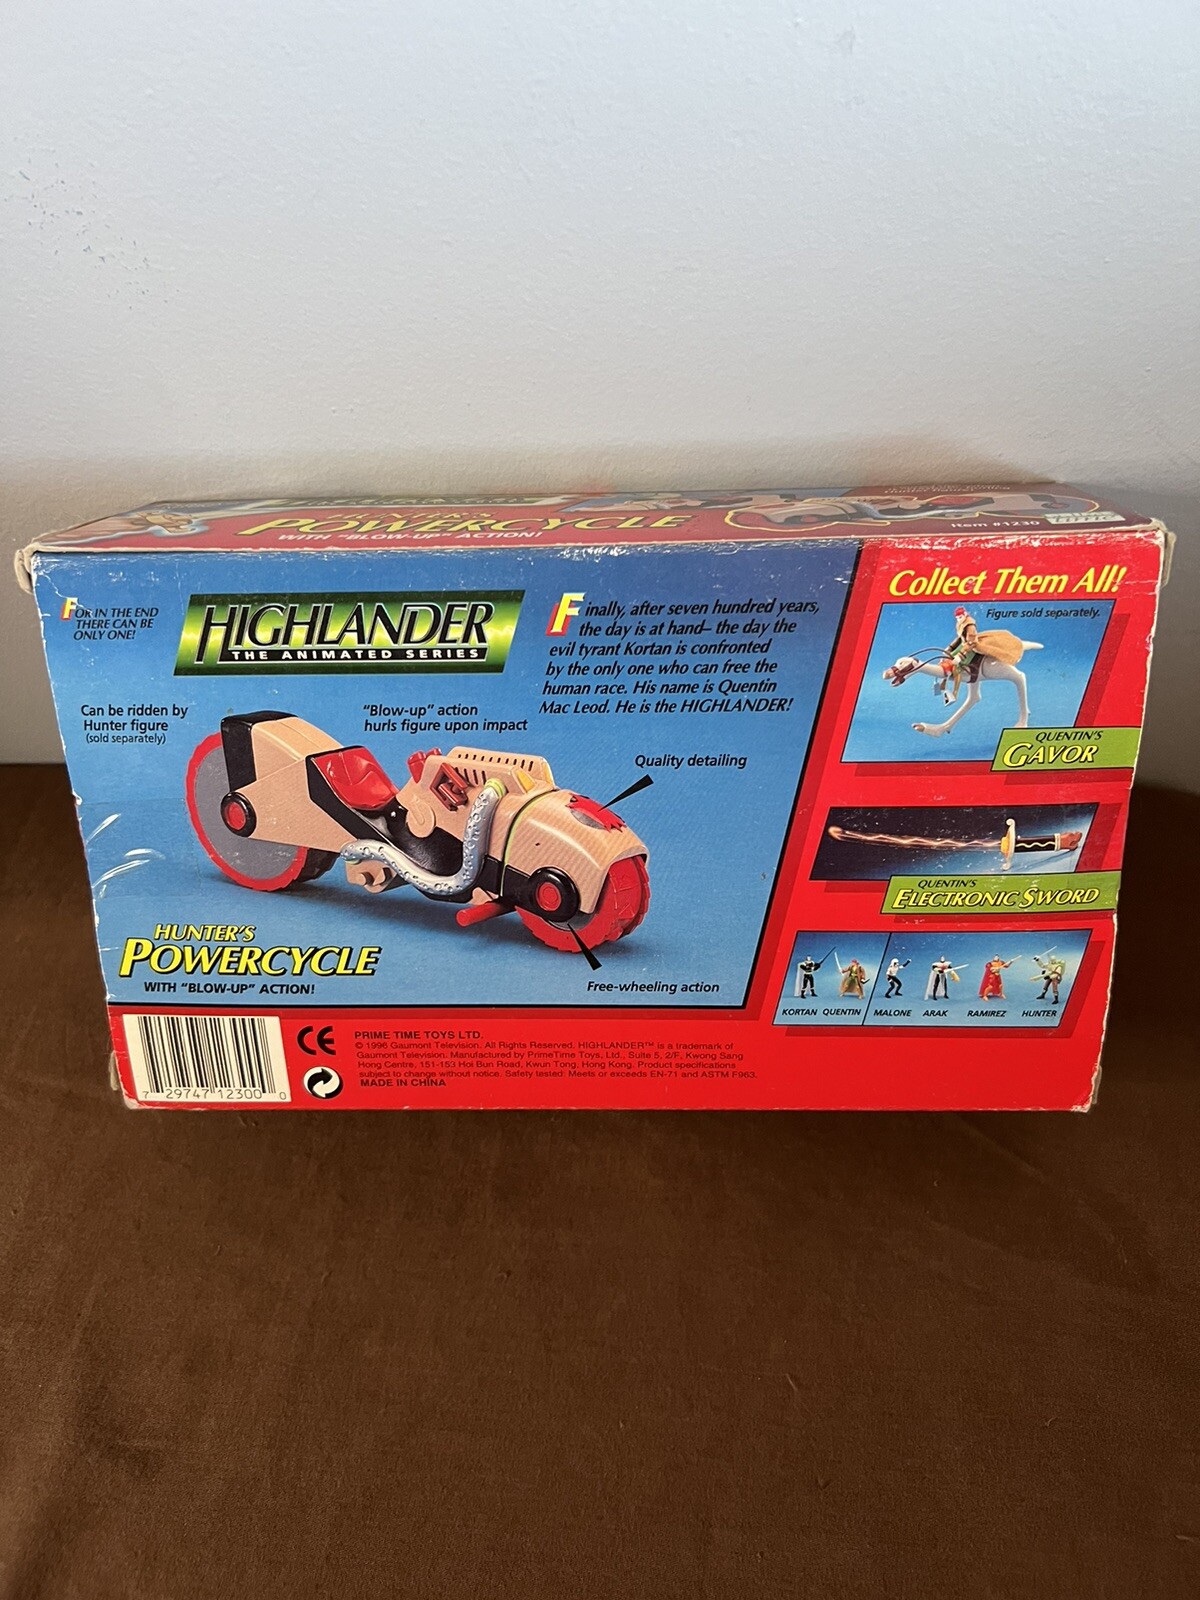 HUNTER'S
POWERCYCLE
WITH "BLOW-UP" ACTION!
Item #1230
FOR IN THE END
THERE CAN BE
ONLY ONE!
HIGHLANDER
THE ANIMATED SERIES
Finally, after seven hundred years,
the day is at hand– the day the
evil tyrant Kortan is confronted
by the only one who can free the
human race. His name is Quentin
Mac Leod. He is the HIGHLANDER!
Can be ridden by
Hunter figure
(sold separately)
"Blow-up" action
hurls figure upon impact
Quality detailing
Free-wheeling action
HUNTER'S
POWERCYCLE
WITH "BLOW-UP" ACTION!
Collect Them All!
Figure sold separately.
QUENTIN'S
GAVOR
QUENTIN'S
ELECTRONIC SWORD
KORTAN QUENTIN MALONE ARAK RAMIREZ HUNTER
7 29747 12300 0
CE
PRIME TIME TOYS LTD.
© 1996 Gaumont Television. All Rights Reserved. HIGHLANDER™ is a trademark of
Gaumont Television. Manufactured by PrimeTime Toys, Ltd., Suite 5, 2/F, Kwong Sang
Hong Centre, 151-153 Hoi Bun Road, Kwun Tong, Hong Kong. Product specifications
subject to change without notice. Safety tested: Meets or exceeds EN-71 and ASTM F963.
MADE IN CHINA